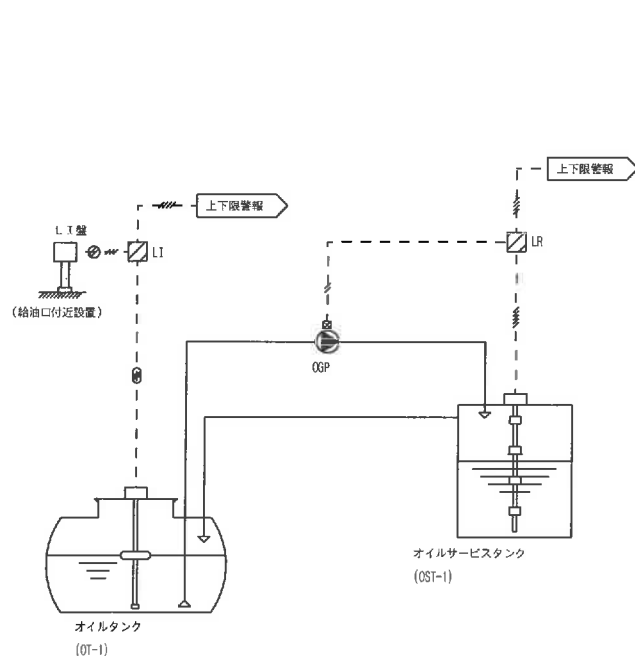 上下限警報
上下限警報
LI盤
LI
LR
(給油口付近設置)
OGP
オイルサービスタンク
(OST-1)
オイルタンク
(OT-1)